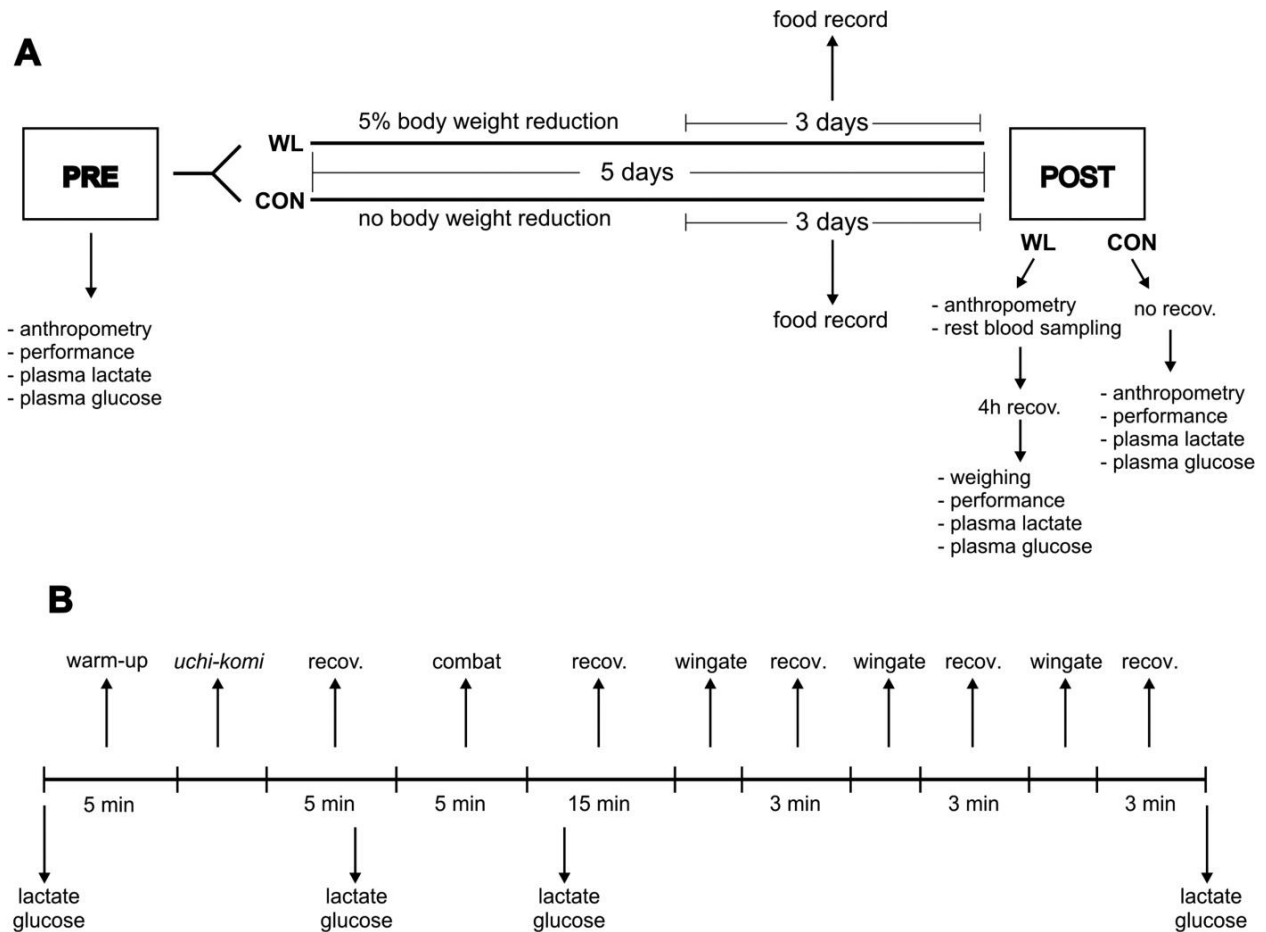 A
food record
5% body weight reduction
3 days
WL
PRE
5 days
POST
CON
no body weight reduction
3 days
food record
WL
CON
- anthropometry
- performance
- plasma lactate
- plasma glucose
- anthropometry
- rest blood sampling
4h recov.
- weighing
- performance
- plasma lactate
- plasma glucose
no recov.
- anthropometry
- performance
- plasma lactate
- plasma glucose
B
warm-up
uchi-komi
recov.
combat
recov.
wingate
recov.
wingate
recov.
wingate
recov.
5 min
5 min
5 min
15 min
3 min
3 min
3 min
lactate
glucose
lactate
glucose
lactate
glucose
lactate
glucose